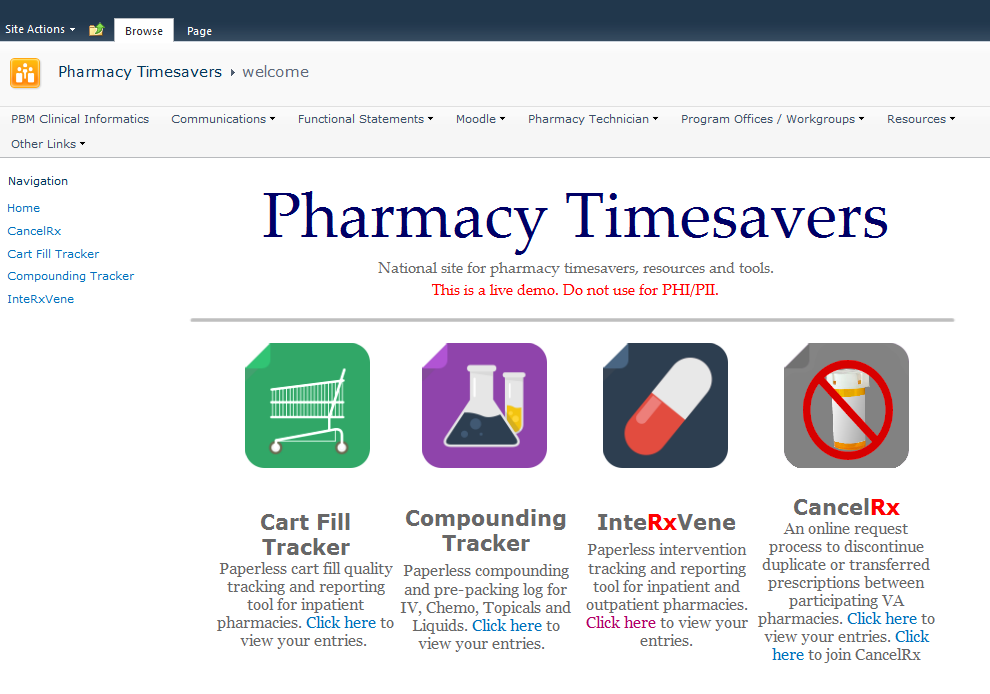 Site Actions
Browse
Page
Pharmacy Timesavers welcome
PBM Clinical Informatics Communications Functional Statements Moodle Pharmacy Technician Program Offices / Workgroups Resources
Other Links
Navigation
Home
CancelRx
Cart Fill Tracker
Compounding Tracker
InteRxVene
Pharmacy Timesavers
National site for pharmacy timesavers, resources and tools.
This is a live demo. Do not use for PHI/PII.
Cart Fill
Tracker
Paperless cart fill quality
tracking and reporting
tool for inpatient
pharmacies. Click here to
view your entries.
Compounding
Tracker
Paperless compounding
and pre-packing log for
IV, Chemo, Topicals and
Liquids. Click here to
view your entries.
InteRxVene
Paperless intervention
tracking and reporting
tool for inpatient and
outpatient pharmacies.
Click here to view your
entries.
CancelRx
An online request
process to discontinue
duplicate or transferred
prescriptions between
participating VA
pharmacies. Click here to
view your entries. Click
here to join CancelRx